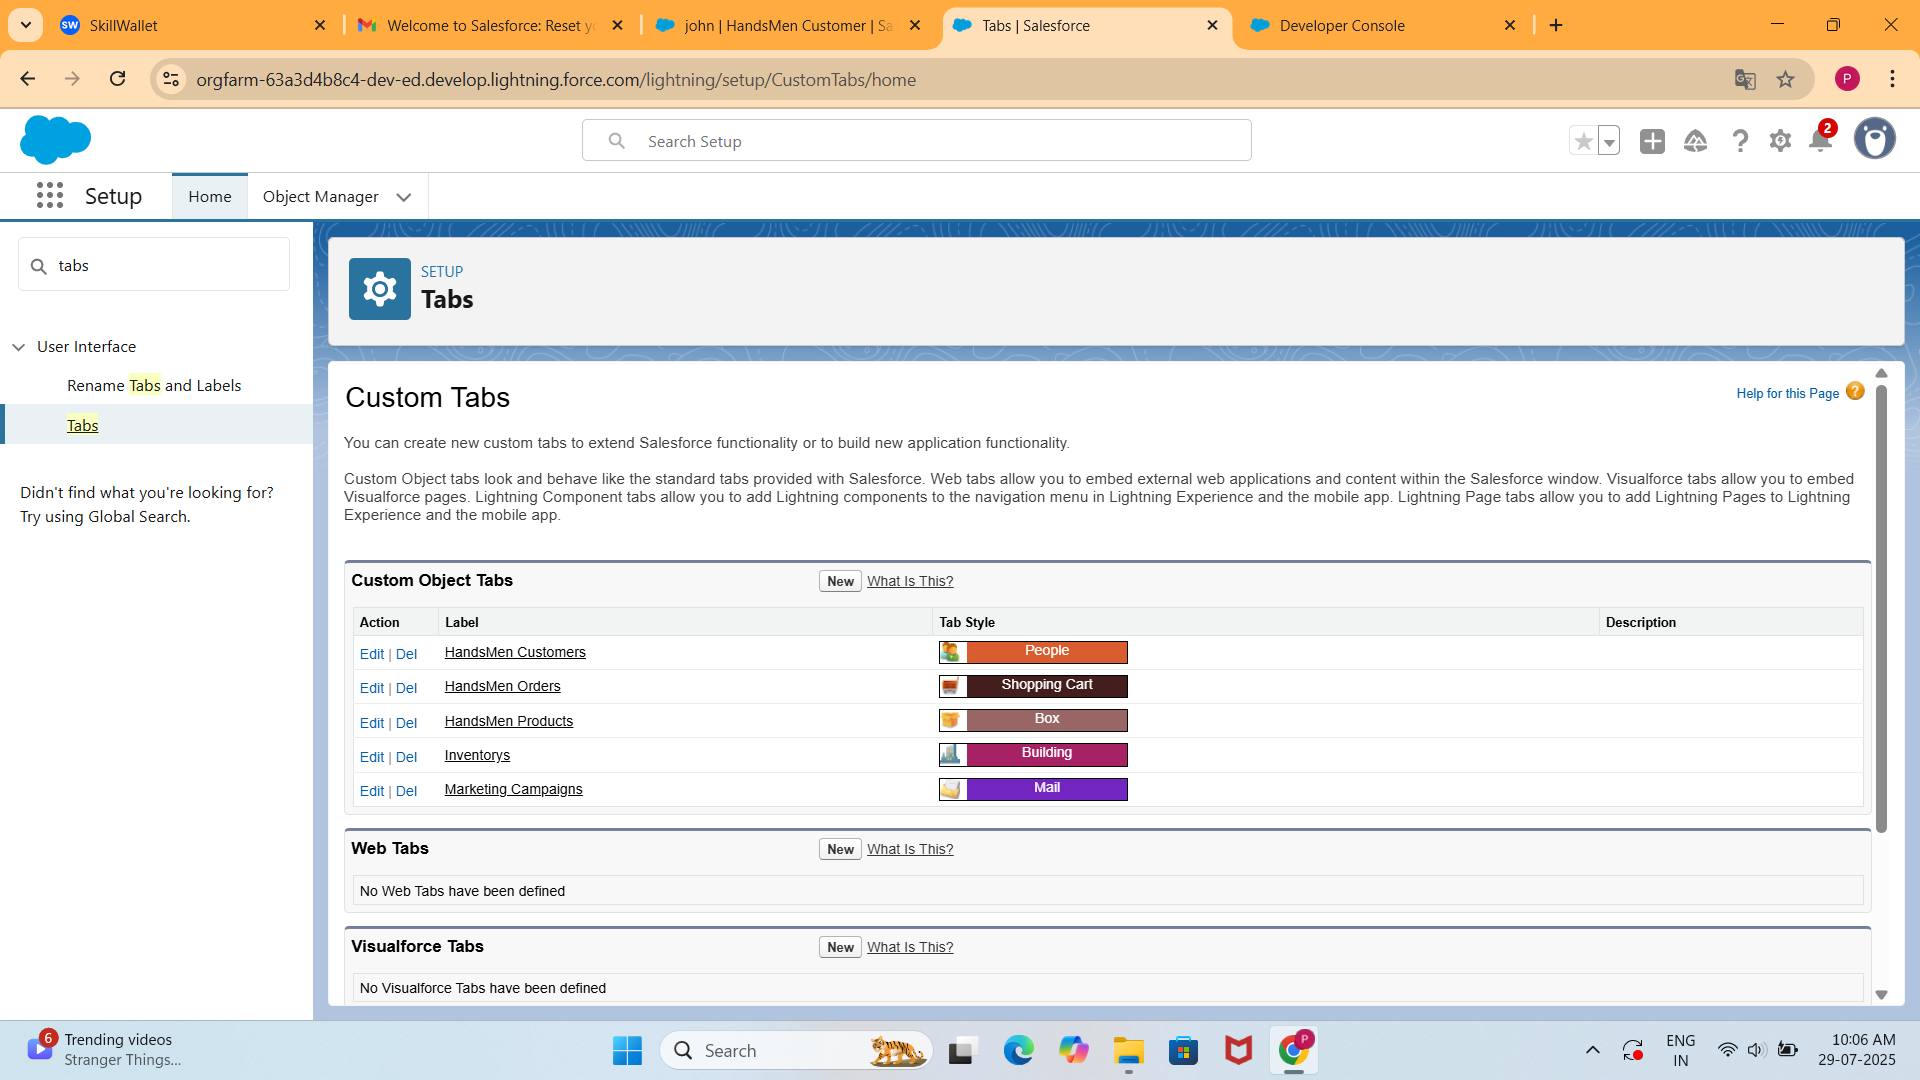 SkillWallet
Welcome to Salesforce: Reset yo
john | HandsMen Customer | Sa
Tabs | Salesforce
Developer Console
orgfarm-63a3d4b8c4-dev-ed.develop.lightning.force.com/lightning/setup/CustomTabs/home
P
Search Setup
2
Setup
Home
Object Manager
tabs
User Interface
Rename Tabs and Labels
Tabs
Didn't find what you're looking for?
Try using Global Search.
SETUP
Tabs
Custom Tabs
Help for this Page
You can create new custom tabs to extend Salesforce functionality or to build new application functionality.
Custom Object tabs look and behave like the standard tabs provided with Salesforce. Web tabs allow you to embed external web applications and content within the Salesforce window. Visualforce tabs allow you to embed
Visualforce pages. Lightning Component tabs allow you to add Lightning components to the navigation menu in Lightning Experience and the mobile app. Lightning Page tabs allow you to add Lightning Pages to Lightning
Experience and the mobile app.
Custom Object Tabs New What Is This?
Action Label Tab Style Description
Edit | Del HandsMen Customers People
Edit | Del HandsMen Orders Shopping Cart
Edit | Del HandsMen Products Box
Edit | Del Inventorys Building
Edit | Del Marketing Campaigns Mail
Web Tabs New What Is This?
No Web Tabs have been defined
Visualforce Tabs New What Is This?
No Visualforce Tabs have been defined
6
Trending videos
Stranger Things...
Search
P
ENG
IN
10:06 AM
29-07-2025